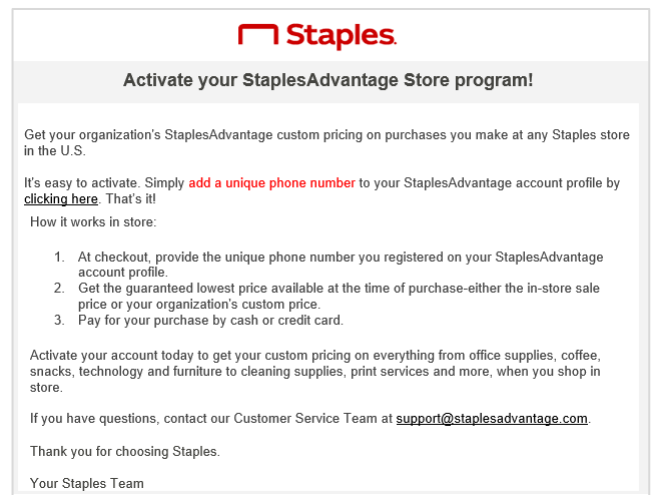 Staples.
Activate your StaplesAdvantage Store program!
Get your organization's StaplesAdvantage custom pricing on purchases you make at any Staples store
in the U.S.
It's easy to activate. Simply add a unique phone number to your StaplesAdvantage account profile by
clicking here. That's it!
How it works in store:
1. At checkout, provide the unique phone number you registered on your StaplesAdvantage
account profile.
2. Get the guaranteed lowest price available at the time of purchase-either the in-store sale
price or your organization's custom price.
3. Pay for your purchase by cash or credit card.
Activate your account today to get your custom pricing on everything from office supplies, coffee,
snacks, technology and furniture to cleaning supplies, print services and more, when you shop in
store.
If you have questions, contact our Customer Service Team at support@staplesadvantage.com.
Thank you for choosing Staples.
Your Staples Team